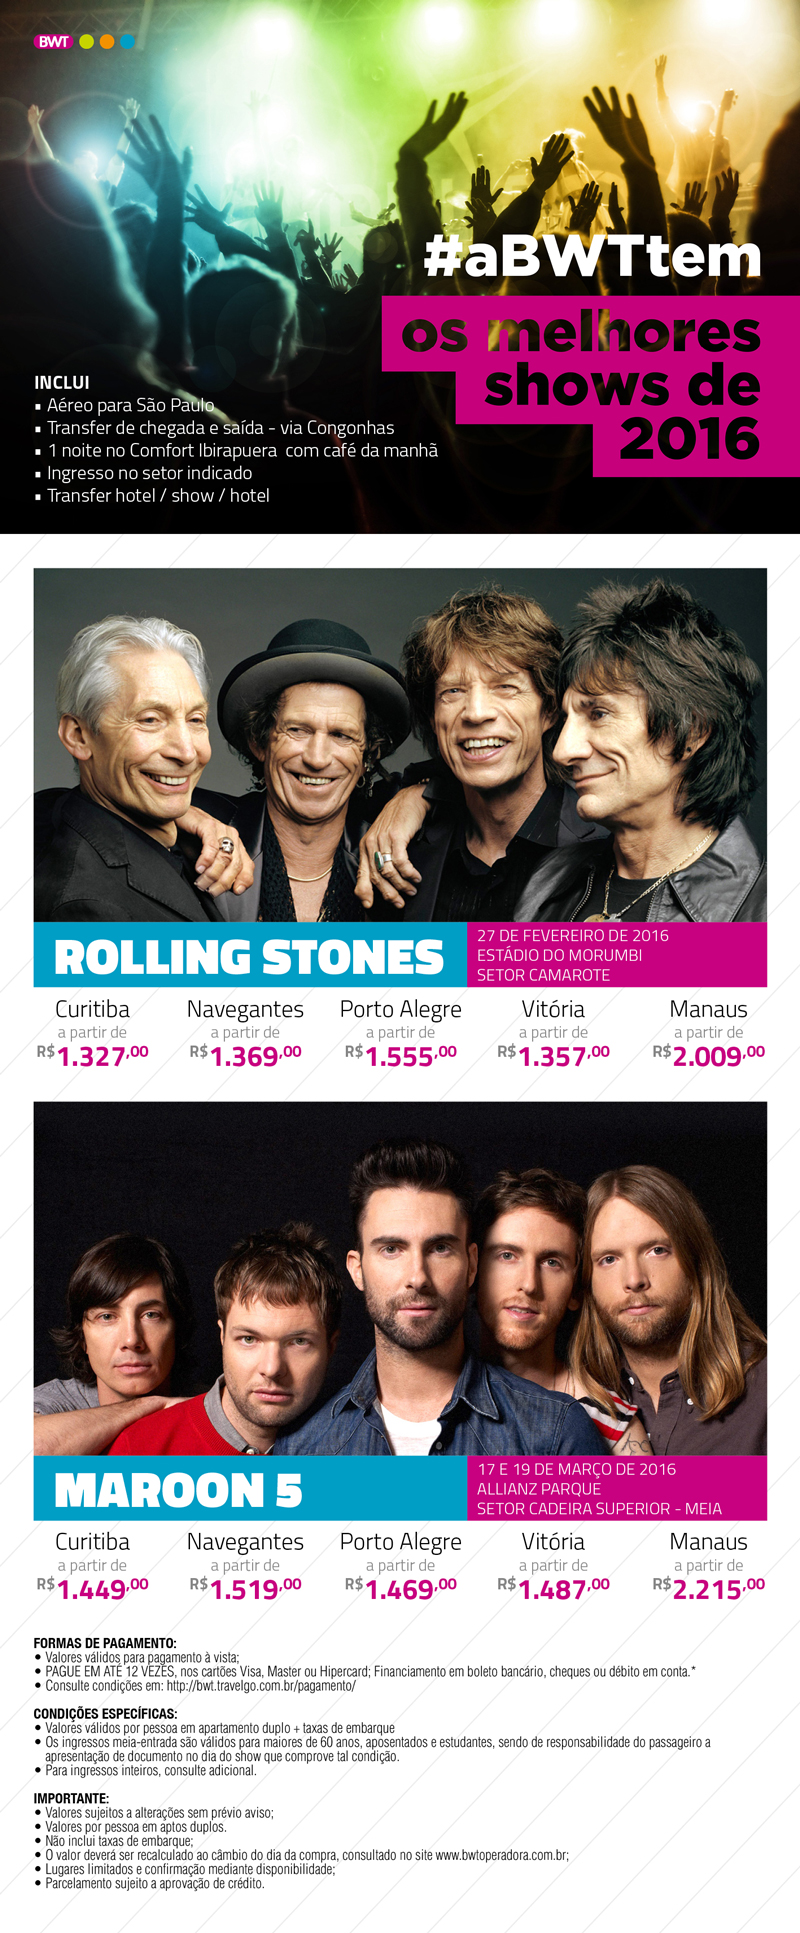 BWT
#aBWTtem
os melhores
shows de
2016
INCLUI
▪ Aéreo para São Paulo
▪ Transfer de chegada e saída - via Congonhas
▪ 1 noite no Comfort Ibirapuera com café da manhã
▪ Ingresso no setor indicado
▪ Transfer hotel / show / hotel
ROLLING STONES
27 DE FEVEREIRO DE 2016
ESTÁDIO DO MORUMBI
SETOR CAMAROTE
Curitiba Navegantes Porto Alegre Vitória Manaus
a partir de a partir de a partir de a partir de a partir de
R$1.327,00 R$1.369,00 R$1.555,00 R$1.357,00 R$2.009,00
MAROON 5
17 E 19 DE MARÇO DE 2016
ALLIANZ PARQUE
SETOR CADEIRA SUPERIOR - MEIA
Curitiba Navegantes Porto Alegre Vitória Manaus
a partir de a partir de a partir de a partir de a partir de
R$1.449,00 R$1.519,00 R$1.469,00 R$1.487,00 R$2.215,00
FORMAS DE PAGAMENTO:
• Valores válidos para pagamento à vista;
• PAGUE EM ATÉ 12 VEZES, nos cartões Visa, Master ou Hipercard; Financiamento em boleto bancário, cheques ou débito em conta.*
• Consulte condições em: http://bwt.travelgo.com.br/pagamento/
CONDIÇÕES ESPECÍFICAS:
• Valores válidos por pessoa em apartamento duplo + taxas de embarque
• Os ingressos meia-entrada são válidos para maiores de 60 anos, aposentados e estudantes, sendo de responsabilidade do passageiro a
apresentação de documento no dia do show que comprove tal condição.
• Para ingressos inteiros, consulte adicional.
IMPORTANTE:
• Valores sujeitos a alterações sem prévio aviso;
• Valores por pessoa em aptos duplos.
• Não inclui taxas de embarque;
• O valor deverá ser recalculado ao câmbio do dia da compra, consultado no site www.bwtoperadora.com.br;
• Lugares limitados e confirmação mediante disponibilidade;
• Parcelamento sujeito a aprovação de crédito.